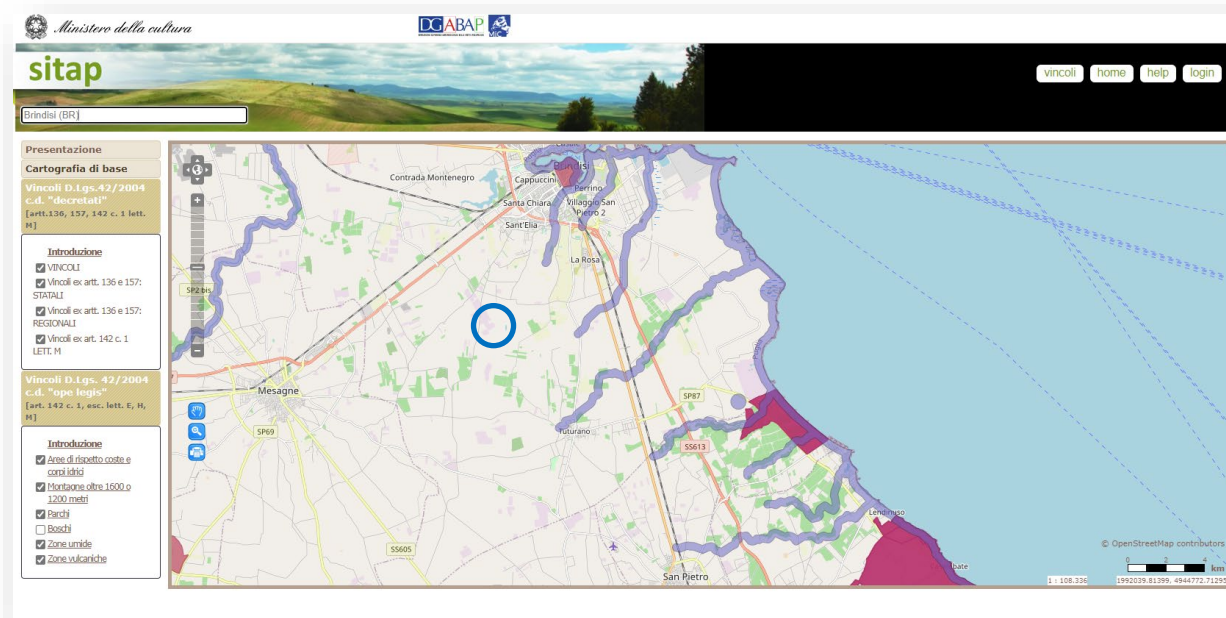 Ministero della cultura
DGABAP
MiC
sitap
vincoli home help login
Brindisi (BR)
Presentazione
Cartografia di base
Vincoli D.Lgs.42/2004
c.d. "decretati"
[artt.136, 157, 142 c. 1 lett.
M]
Introduzione
VINCOLI
Vincoli ex artt. 136 e 157:
STATALI
Vincoli ex artt. 136 e 157:
REGIONALI
Vincoli ex art. 142 c. 1
LETT. M
Vincoli D.Lgs. 42/2004
c.d. "ope legis"
[art. 142 c. 1, esc. lett. E, H,
M]
Introduzione
Aree di rispetto coste e
corpi idrici
Montagne oltre 1600 o
1200 metri
Parchi
Boschi
Zone umide
Zone vulcaniche
Casale
Brindisi
Contrada Montenegro
Cappuccini
Perrino
Santa Chiara
Villaggio San
Pietro 2
Sant'Elia
La Rosa
SP2 bis
Mesagne
SP87
SP69
Tuturano
SS613
Lendinuso
SS605
San Pietro
© OpenStreetMap contributors
0 2 4
km
1 : 108.336
1992039.81399, 4944772.71295